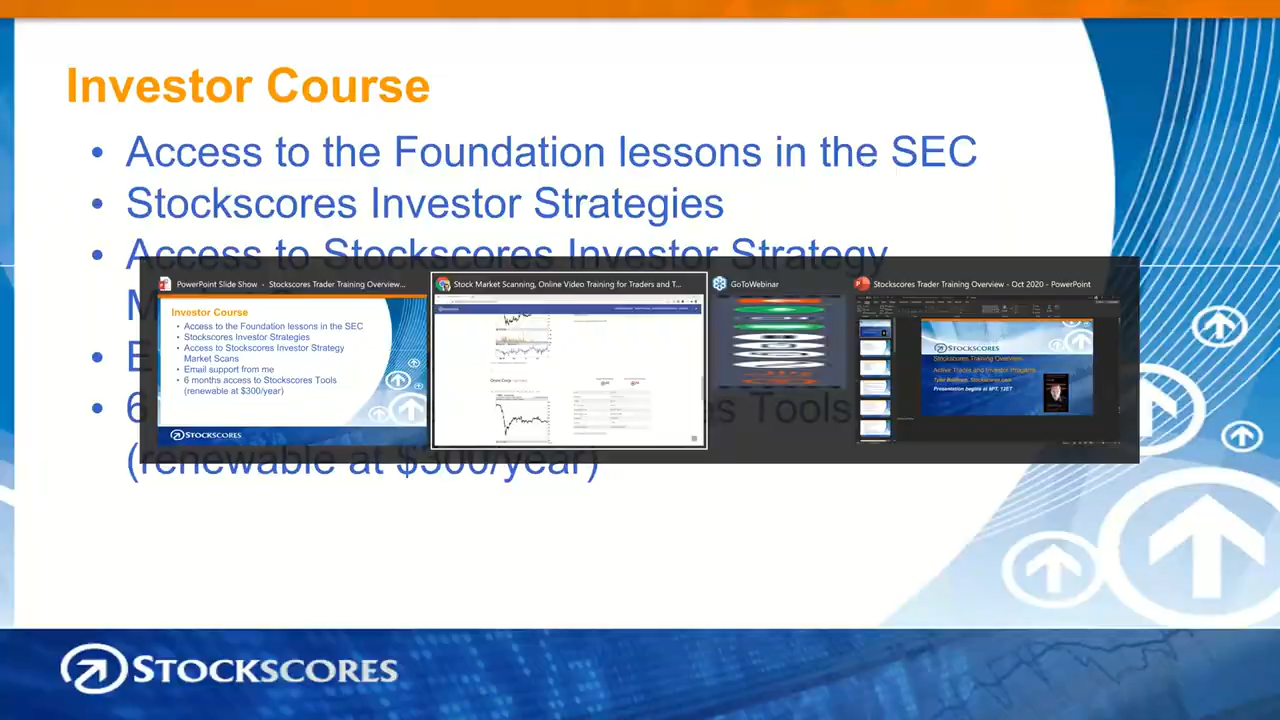 Investor Course
• Access to the Foundation lessons in the SEC
• Stockscores Investor Strategies
• Access to Stockscores Investor Strategy
PowerPoint Slide Show - Stockscores Trader Training Overview...
Stock Market Scanning, Online Video Training for Traders and T...
GoToWebinar
Stockscores Trader Training Overview - Oct 2020 - PowerPoint
Investor Course
• Access to the Foundation lessons in the SEC
• Stockscores Investor Strategies
• Access to Stockscores Investor Strategy
Market Scans
• Email support from me
• 6 months access to Stockscores Tools
(renewable at $300/year)
STOCKSCORES
STOCKSCORES
Stockscores Training Overview
Active Trader and Investor Programs
Presentation begins at 9PT, 12ET
M
• E
• 6
s Tools
(renewable at $300/year)
STOCKSCORES